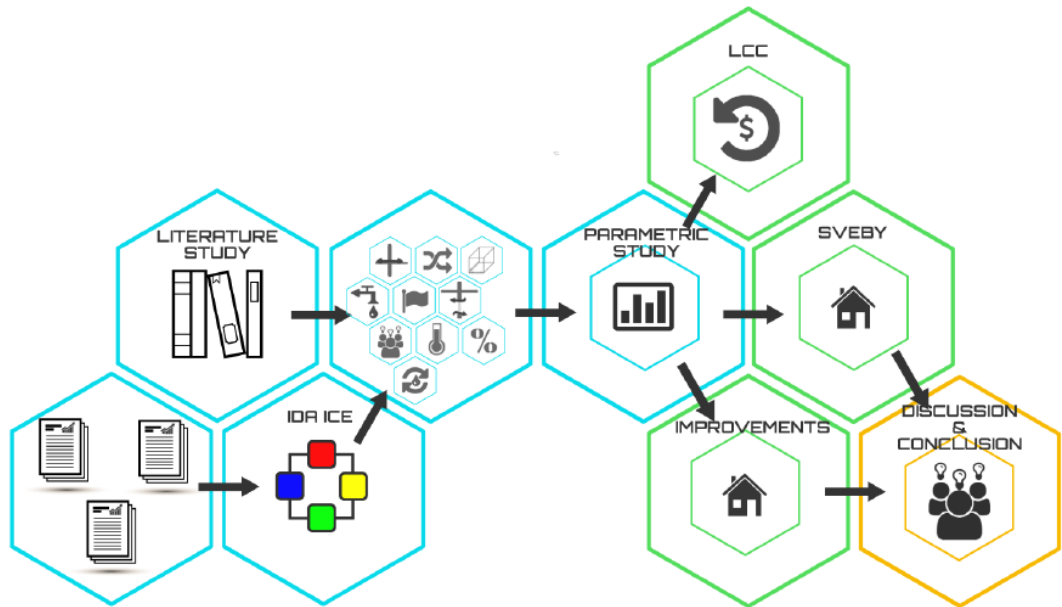 LCC
$
LITERATURE
STUDY
PARAMETRIC
STUDY
SVEBY
%
IDA ICE
IMPROVEMENTS
DISCUSSION
&
CONCLUSION